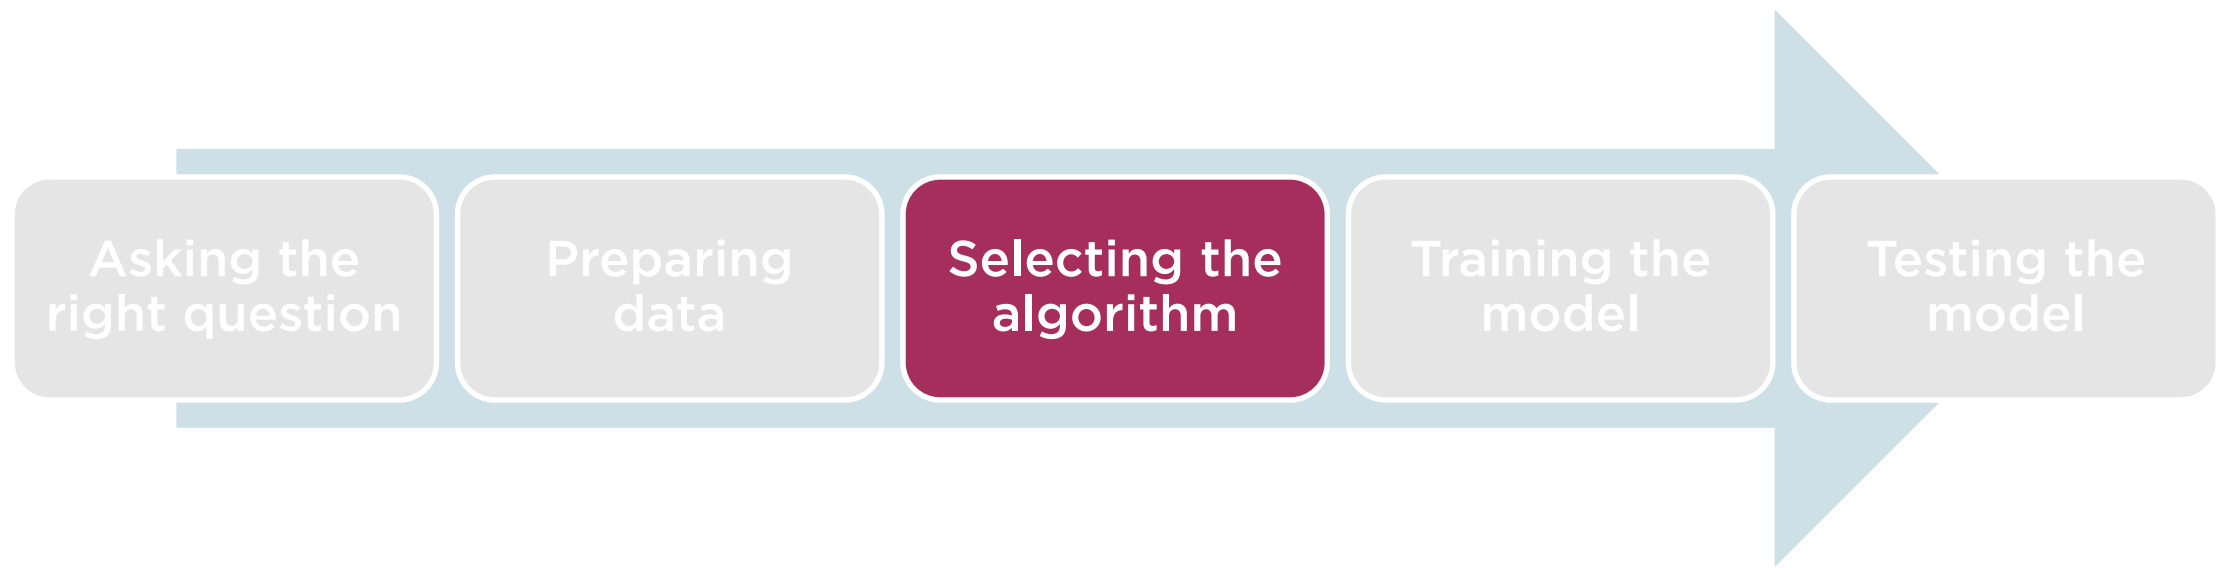 Asking the
right question
Preparing
data
Selecting the
algorithm
Training the
model
Testing the
model